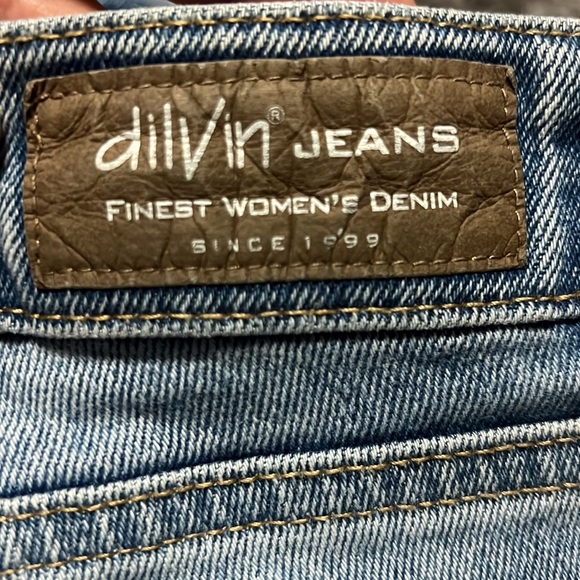 dilvin® JEANS
FINEST WOMEN'S DENIM
SINCE 1999